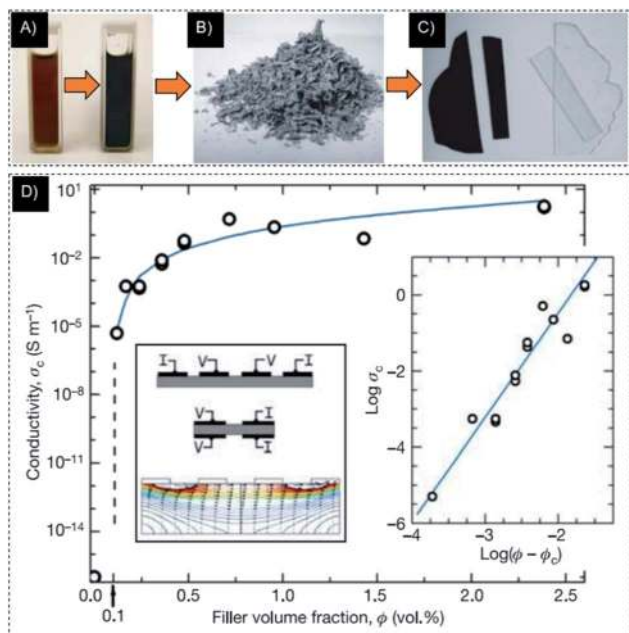 A)
B)
C)
D)
10¹
10⁻²
10⁻⁵
10⁻⁸
10⁻¹¹
10⁻¹⁴
Conductivity, σc (S m⁻¹)
I V V I
V I
V I
0
−2
−4
−6
Log σc
−4 −3 −2
Log(ϕ − ϕc)
0.0 0.5 1.0 1.5 2.0 2.5
0.1
Filler volume fraction, ϕ (vol.%)